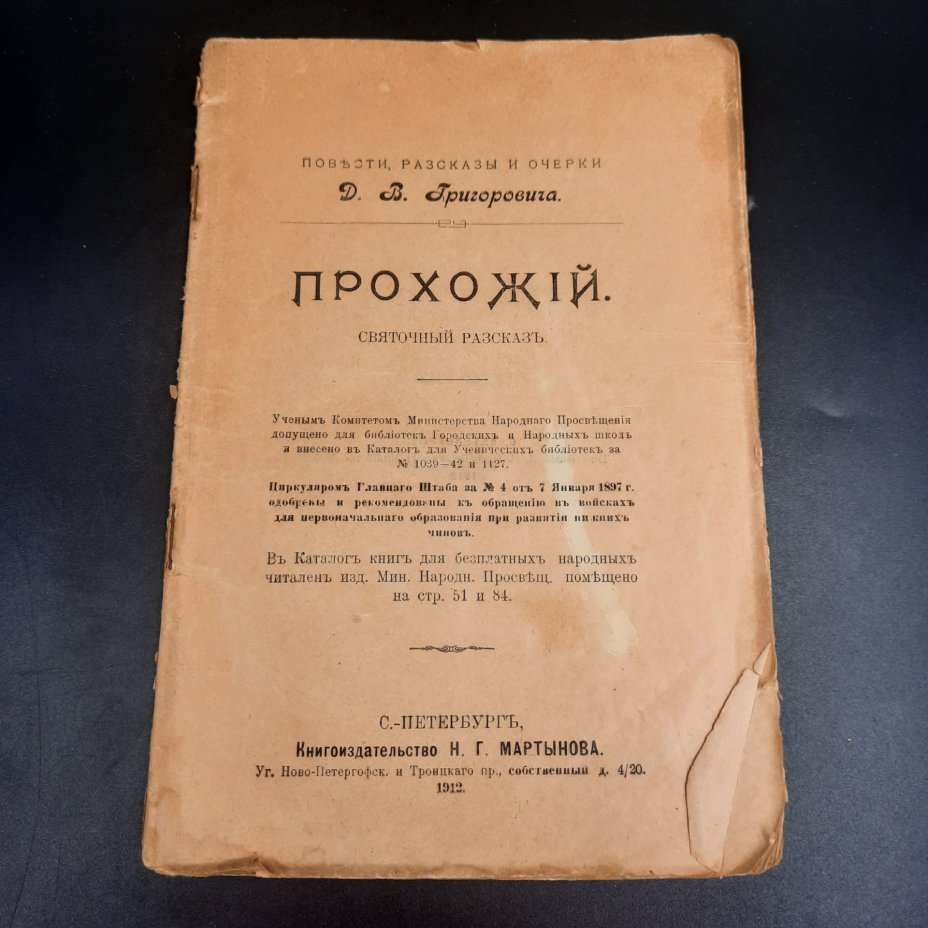 ПОВѢСТИ, РАЗСКАЗЫ И ОЧЕРКИ
Д. В. Григоровича.
ПРОХОЖІЙ.
СВЯТОЧНЫЙ РАЗСКАЗЪ.
Ученымъ Комитетомъ Министерства Народнаго Просвѣщенія
допущено для библіотекъ Городскихъ и Народныхъ школъ
и внесено въ Каталогъ для Ученическихъ библіотекъ за
№ 1039—42 и 1127.
Циркуляромъ Главнаго Штаба за № 4 отъ 7 Января 1897 г.
одобрены и рекомендованы къ обращенію въ войскахъ
для первоначальнаго образованія при развитіи нижнихъ
чиновъ.
Въ Каталогъ книгъ для безплатныхъ народныхъ
читаленъ изд. Мин. Народн. Просвѣщ. помѣщено
на стр. 51 и 84.
С.-ПЕТЕРБУРГЪ,
Книгоиздательство Н. Г. МАРТЫНОВА.
Уг. Ново-Петергофск. и Троицкаго пр., собственный д. 4/20.
1912.